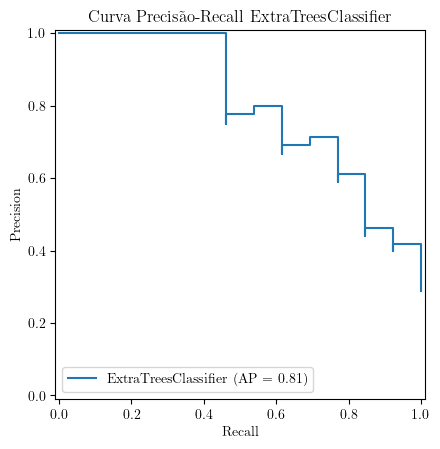 Curva Precisão-Recall ExtraTreesClassifier
1.0
0.8
0.6
0.4
0.2
0.0
Precision
ExtraTreesClassifier (AP = 0.81)
0.0 0.2 0.4 0.6 0.8 1.0
Recall